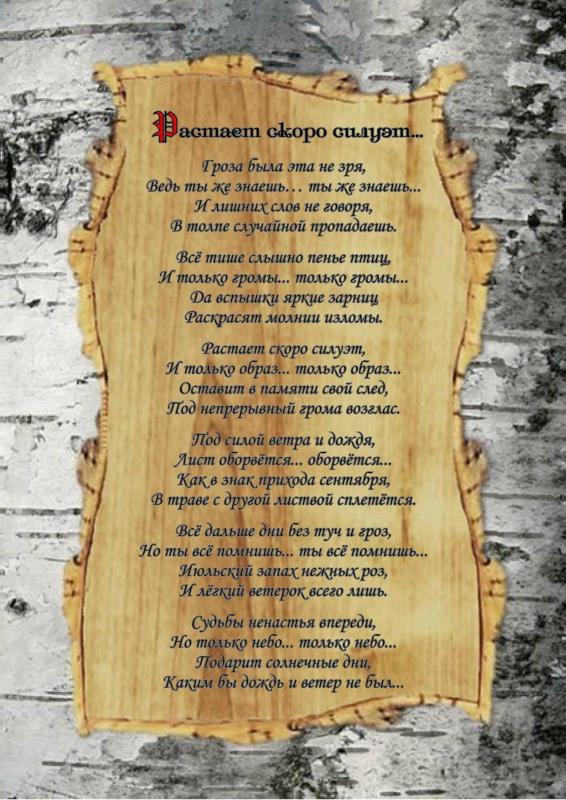 Растает скоро силуэт...
Гроза была эта не зря,
Ведь ты же знаешь... ты же знаешь...
И лишних слов не говоря,
В толпе случайной пропадаешь.
Всё тише слышно пенье птиц,
И только громы... только громы...
Да вспышки яркие зарниц
Раскрасят молнии изломы.
Растает скоро силуэт,
И только образ... только образ...
Оставит в памяти свой след,
Под непрерывный грома возглас.
Под силой ветра и дождя,
Лист оборвётся... оборвётся...
Как в знак прихода сентября,
В траве с другой листвой сплетётся.
Всё дальше дни без туч и гроз,
Но ты всё помнишь... ты всё помнишь...
Июльский запах нежных роз,
И лёгкий ветерок всего лишь.
Судьбы ненастья впереди,
Но только небо... только небо...
Подарит солнечные дни,
Каким бы дождь и ветер не был...